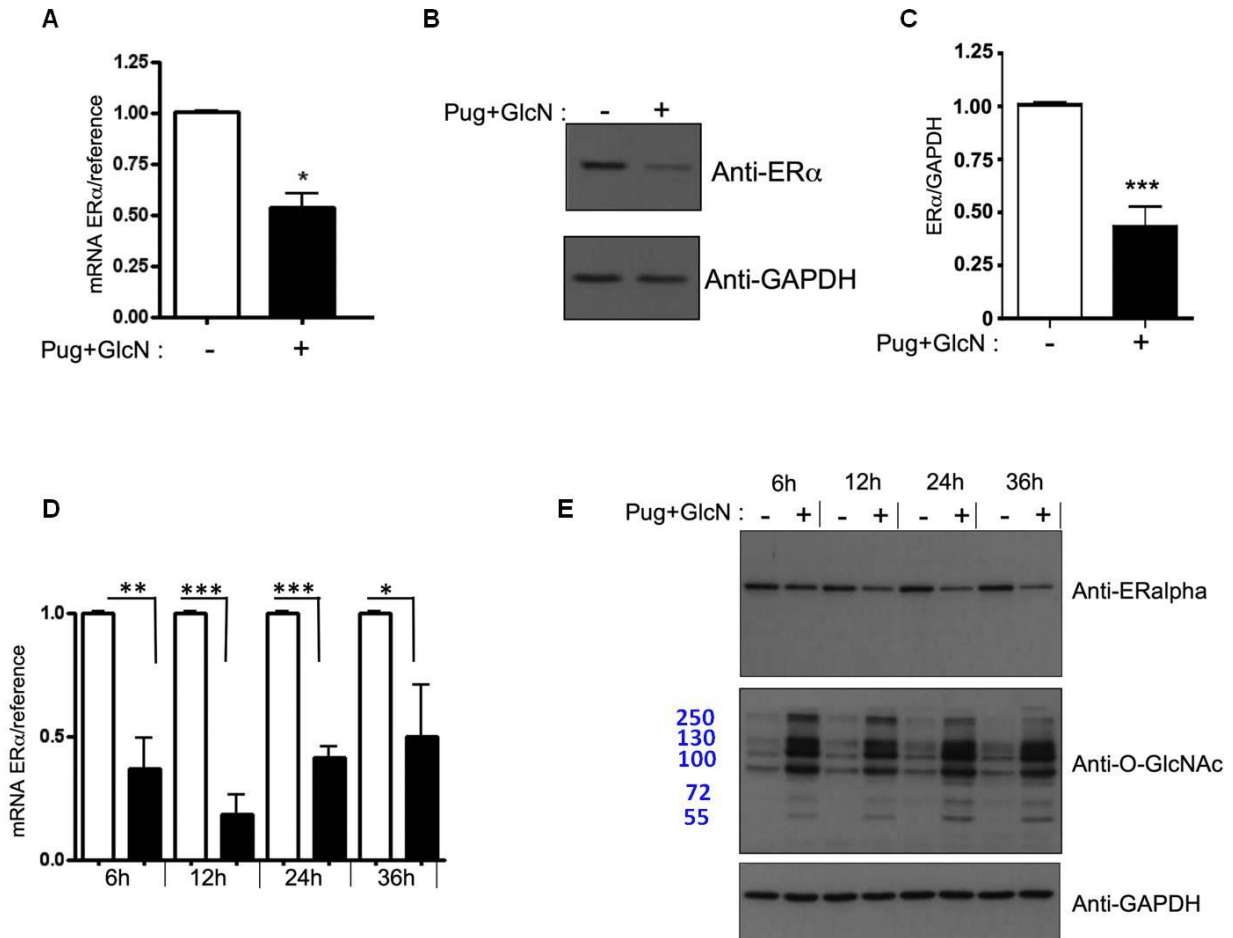 A
1.25
1.00
0.75
0.50
0.25
0.00
mRNA ERα/reference
*
Pug+GlcN : - +
B
Pug+GlcN : - +
Anti-ERα
Anti-GAPDH
C
1.25
1.00
0.75
0.50
0.25
0
ERα/GAPDH
***
Pug+GlcN : - +
D
1.0
0.5
0.0
mRNA ERα/reference
** *** *** *
6h 12h 24h 36h
E
6h 12h 24h 36h
Pug+GlcN : - + - + - + - +
Anti-ERalpha
250
130
100
72
55
Anti-O-GlcNAc
Anti-GAPDH